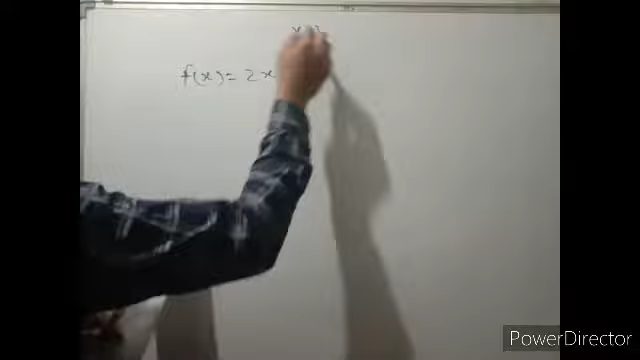 f(x) = 2x
PowerDirector